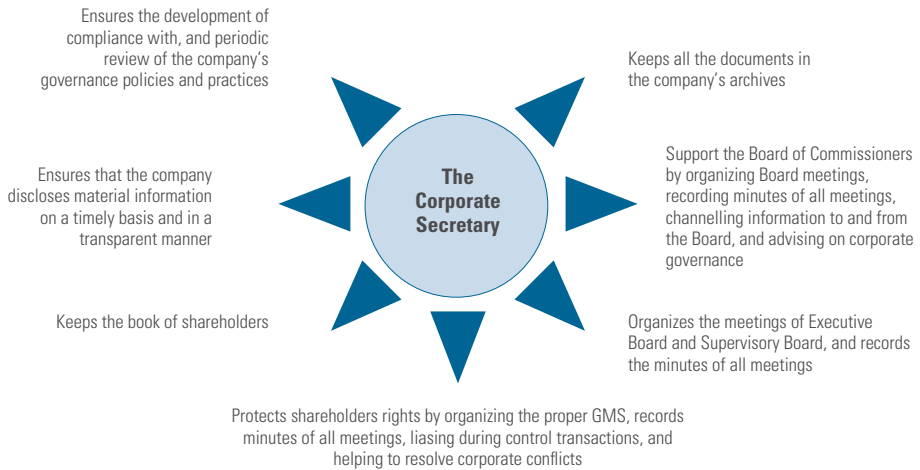 Ensures the development of
compliance with, and periodic
review of the company's
governance policies and practices
Keeps all the documents in
the company's archives
The
Corporate
Secretary
Ensures that the company
discloses material information
on a timely basis and in a
transparent manner
Support the Board of Commissioners
by organizing Board meetings,
recording minutes of all meetings,
channelling information to and from
the Board, and advising on corporate
governance
Keeps the book of shareholders
Organizes the meetings of Executive
Board and Supervisory Board, and records
the minutes of all meetings
Protects shareholders rights by organizing the proper GMS, records
minutes of all meetings, liasing during control transactions, and
helping to resolve corporate conflicts